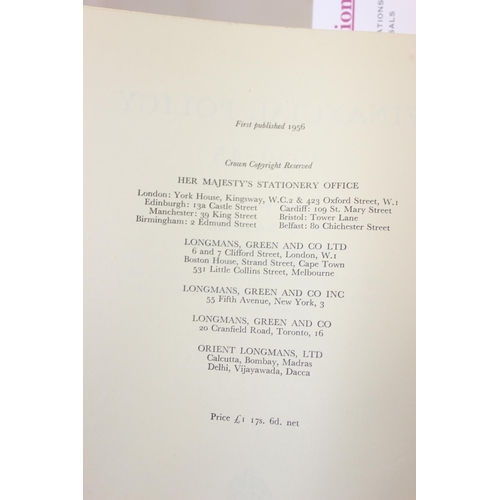 tion
ATIONS
ALS
First published 1956
Crown Copyright Reserved
HER MAJESTY'S STATIONERY OFFICE
London: York House, Kingsway, W.C.2 & 423 Oxford Street, W.1
Edinburgh: 13a Castle Street Cardiff: 109 St. Mary Street
Manchester: 39 King Street Bristol: Tower Lane
Birmingham: 2 Edmund Street Belfast: 80 Chichester Street
LONGMANS, GREEN AND CO LTD
6 and 7 Clifford Street, London, W.1
Boston House, Strand Street, Cape Town
531 Little Collins Street, Melbourne
LONGMANS, GREEN AND CO INC
55 Fifth Avenue, New York, 3
LONGMANS, GREEN AND CO
20 Cranfield Road, Toronto, 16
ORIENT LONGMANS, LTD
Calcutta, Bombay, Madras
Delhi, Vijayawada, Dacca
Price £1 17s. 6d. net